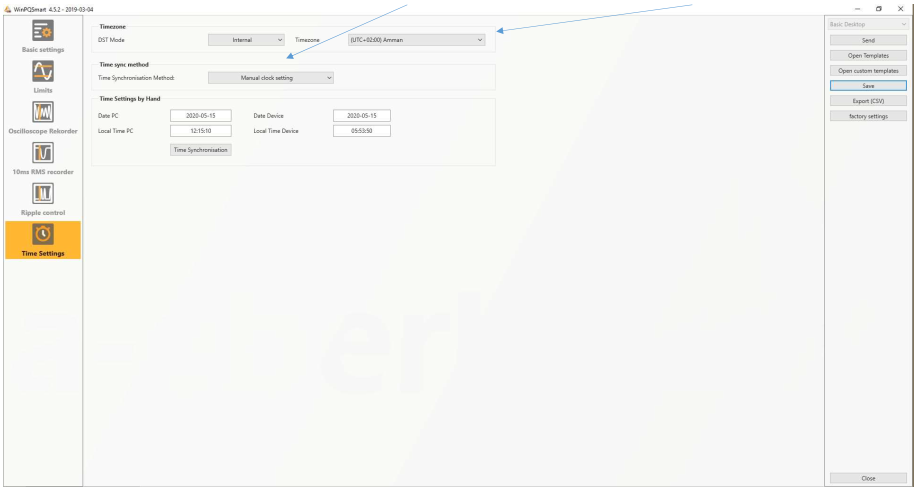 WinPQSmart 4.5.2 - 2019-03-04
Basic settings
Limits
Oscilloscope Rekorder
10ms RMS recorder
Ripple control
Time Settings
Timezone
DST Mode Internal Timezone (UTC+02:00) Amman
Time sync method
Time Synchronisation Method: Manual clock setting
Time Settings by Hand
Date PC 2020-05-15 Date Device 2020-05-15
Local Time PC 12:15:10 Local Time Device 05:53:50
Time Synchronisation
Basic Desktop
Send
Open Templates
Open custom templates
Save
Export (CSV)
factory settings
Close